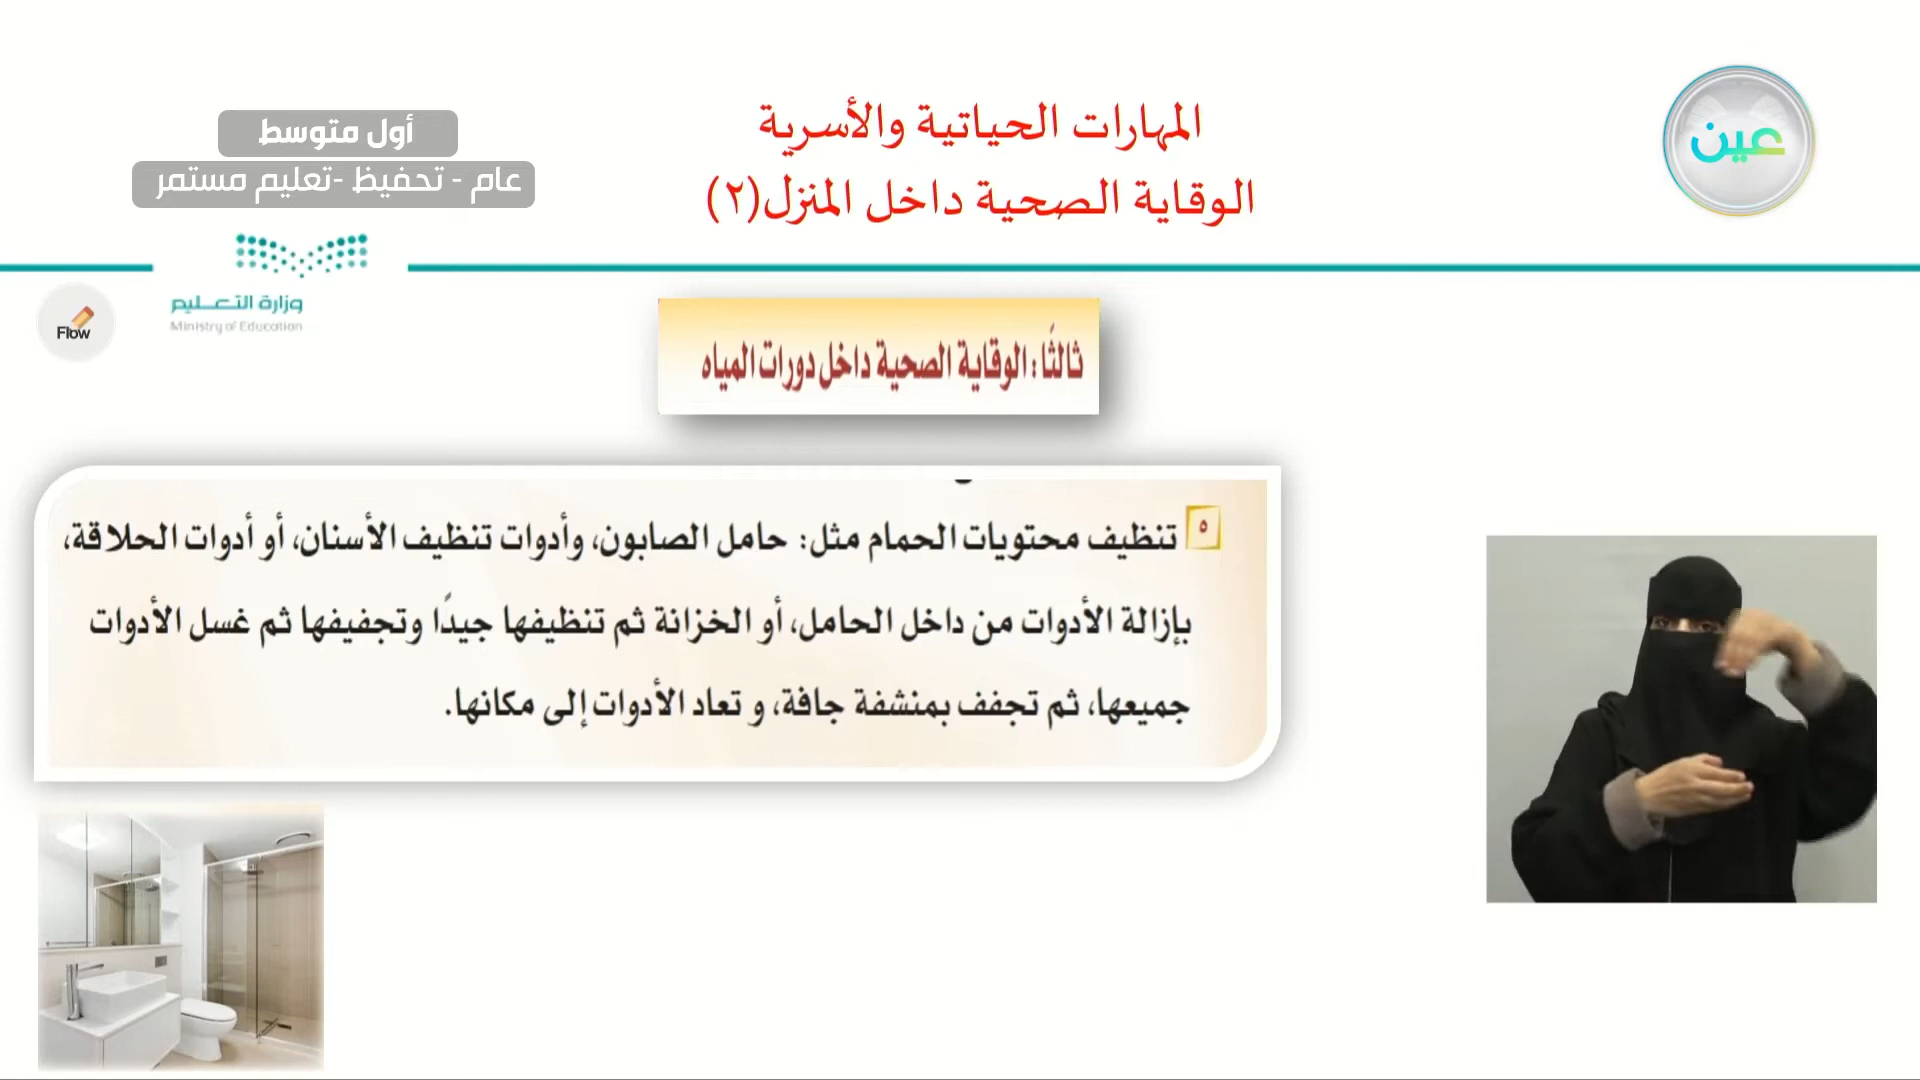 المهارات الحياتية والأسرية
الوقاية الصحية داخل المنزل(٢)
عين
أول متوسط
عام - تحفيظ -تعليم مستمر
وزارة التعليم
Ministry of Education
Flow
ثالثًا : الوقاية الصحية داخل دورات المياه
٥ تنظيف محتويات الحمام مثل: حامل الصابون، وأدوات تنظيف الأسنان، أو أدوات الحلاقة،
بإزالة الأدوات من داخل الحامل، أو الخزانة ثم تنظيفها جيدًا وتجفيفها ثم غسل الأدوات
جميعها، ثم تجفف بمنشفة جافة، و تعاد الأدوات إلى مكانها.